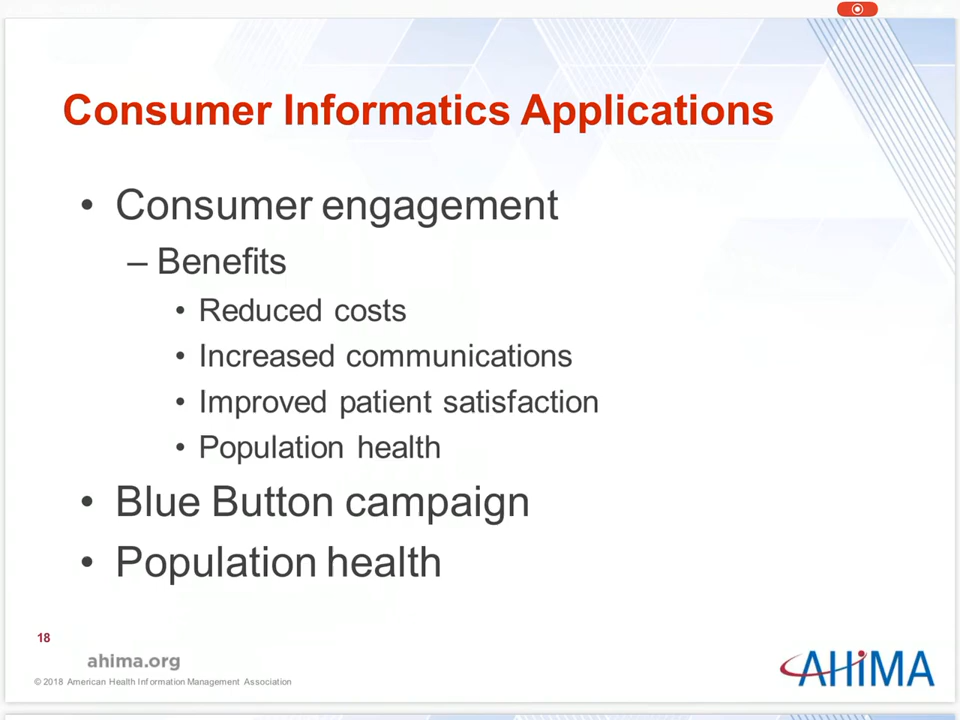 Consumer Informatics Applications
• Consumer engagement
– Benefits
• Reduced costs
• Increased communications
• Improved patient satisfaction
• Population health
• Blue Button campaign
• Population health
18
ahima.org
© 2018 American Health Information Management Association
AHiMA